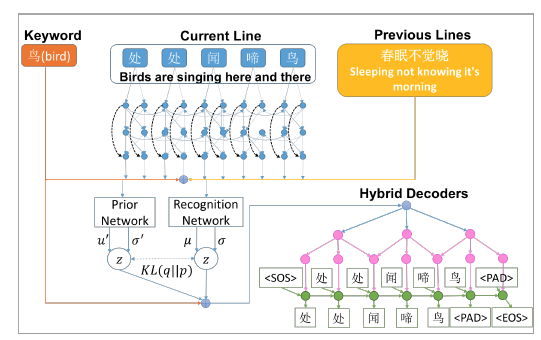 Keyword
鸟(bird)
Current Line
处 处 闻 啼 鸟
Birds are singing here and there
Previous Lines
春眠不觉晓
Sleeping not knowing it's
morning
Prior
Network
Recognition
Network
u′ σ′ μ σ
z z
KL(q||p)
Hybrid Decoders
<SOS> 处 处 闻 啼 鸟 <PAD>
处 处 闻 啼 鸟 <PAD> <EOS>